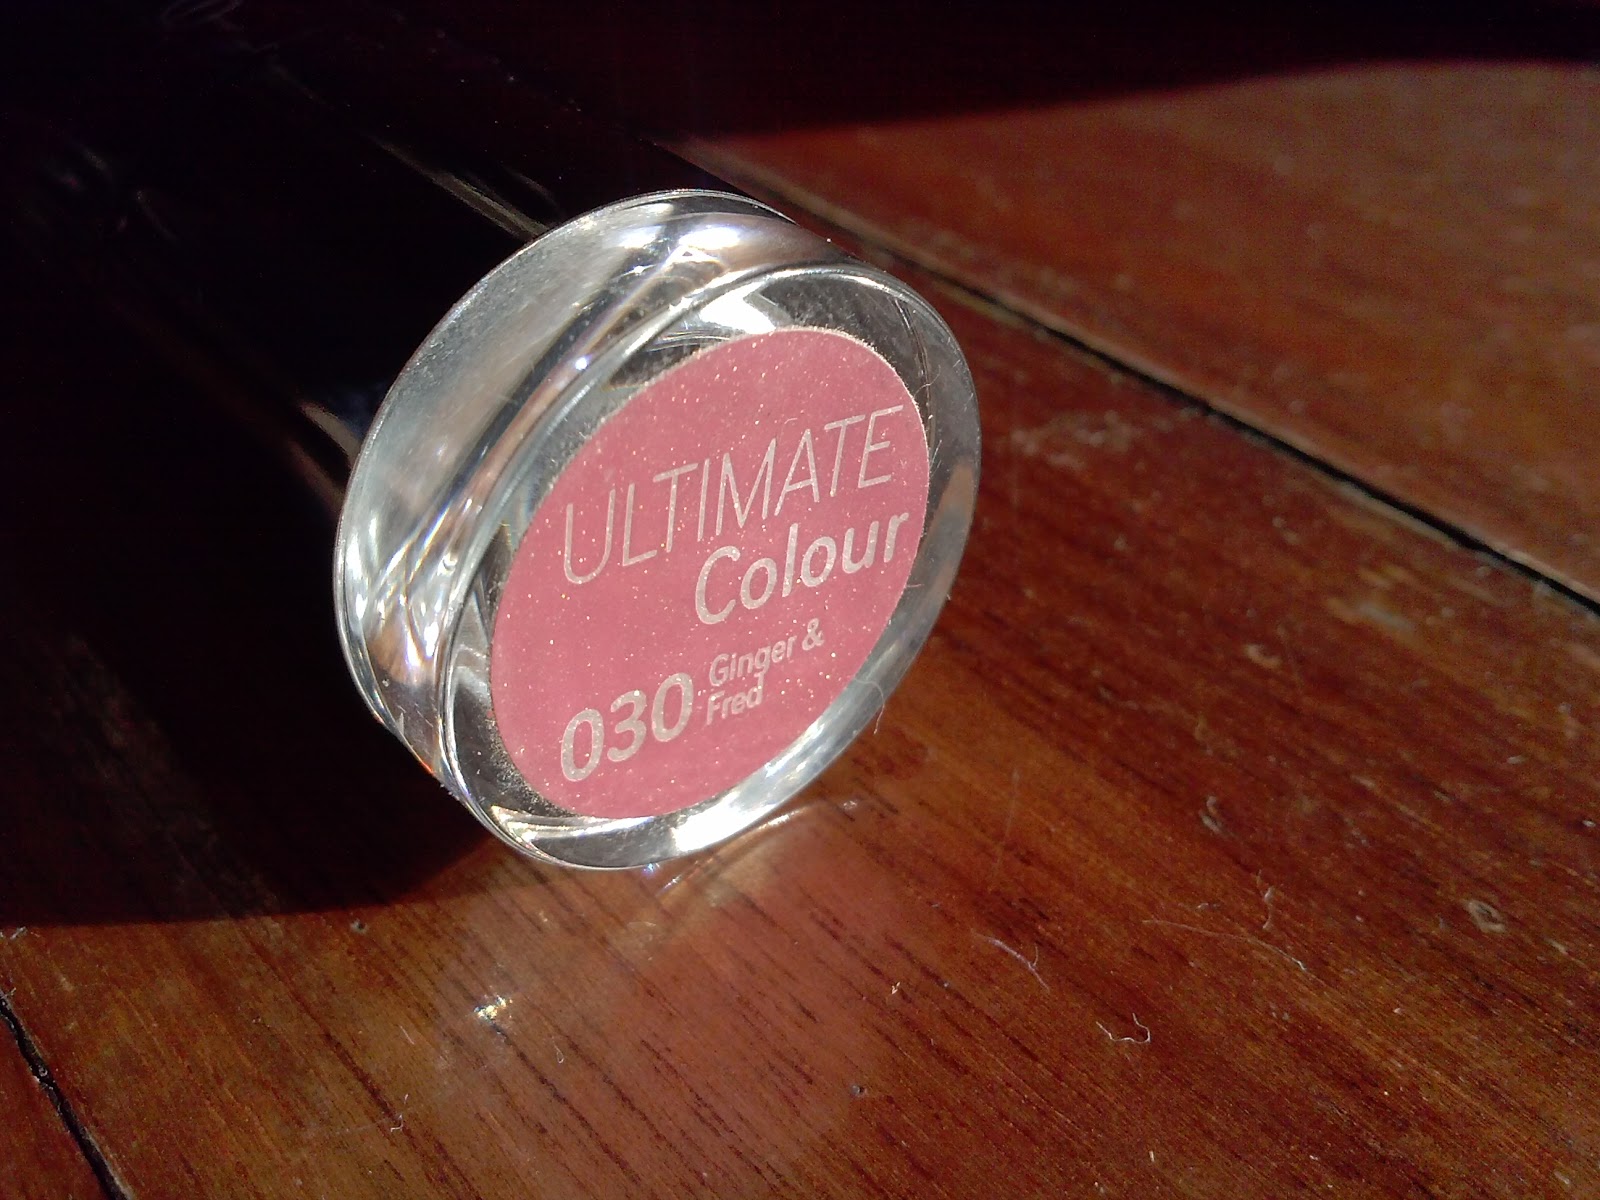 ULTIMATE
Colour
030 Ginger &
Fred